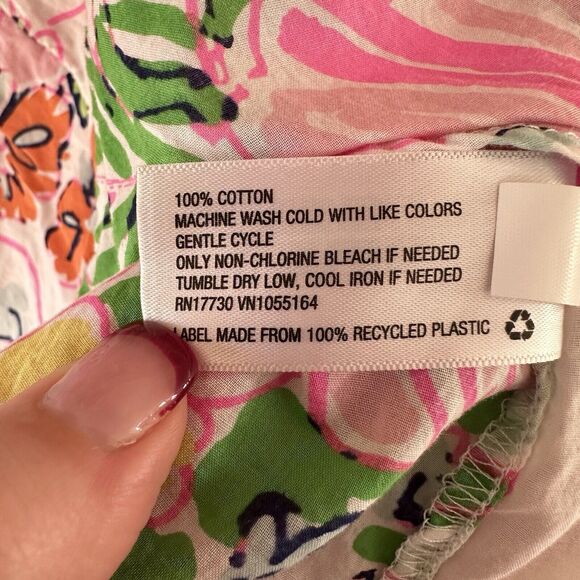 100% COTTON
MACHINE WASH COLD WITH LIKE COLORS
GENTLE CYCLE
ONLY NON-CHLORINE BLEACH IF NEEDED
TUMBLE DRY LOW, COOL IRON IF NEEDED
RN17730 VN1055164
LABEL MADE FROM 100% RECYCLED PLASTIC